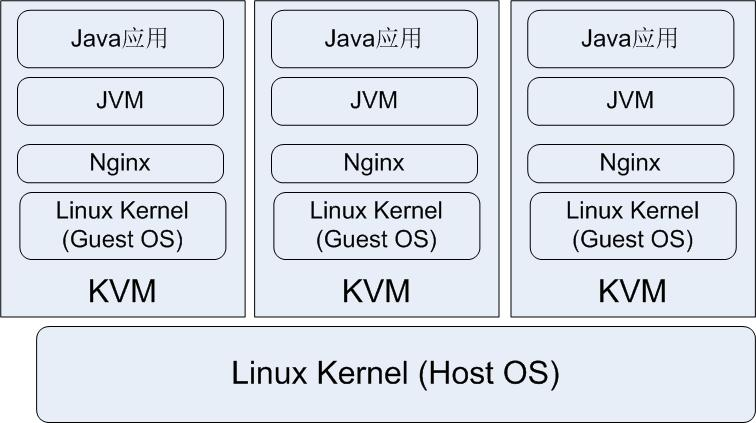 Java应用
JVM
Nginx
Linux Kernel
(Guest OS)
KVM
Java应用
JVM
Nginx
Linux Kernel
(Guest OS)
KVM
Java应用
JVM
Nginx
Linux Kernel
(Guest OS)
KVM
Linux Kernel (Host OS)